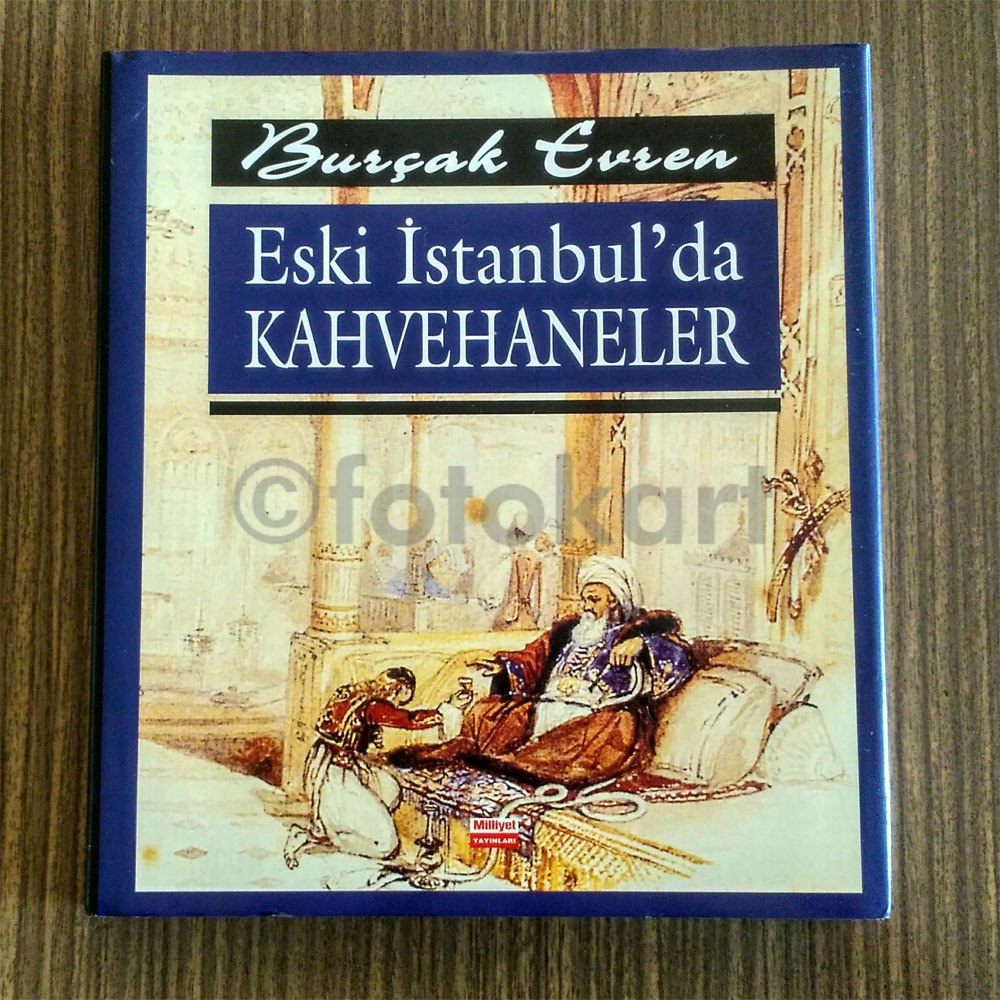 Burçak Evren
Eski İstanbul'da
KAHVEHANELER
©fotokart
Milliyet
YAYINLARI